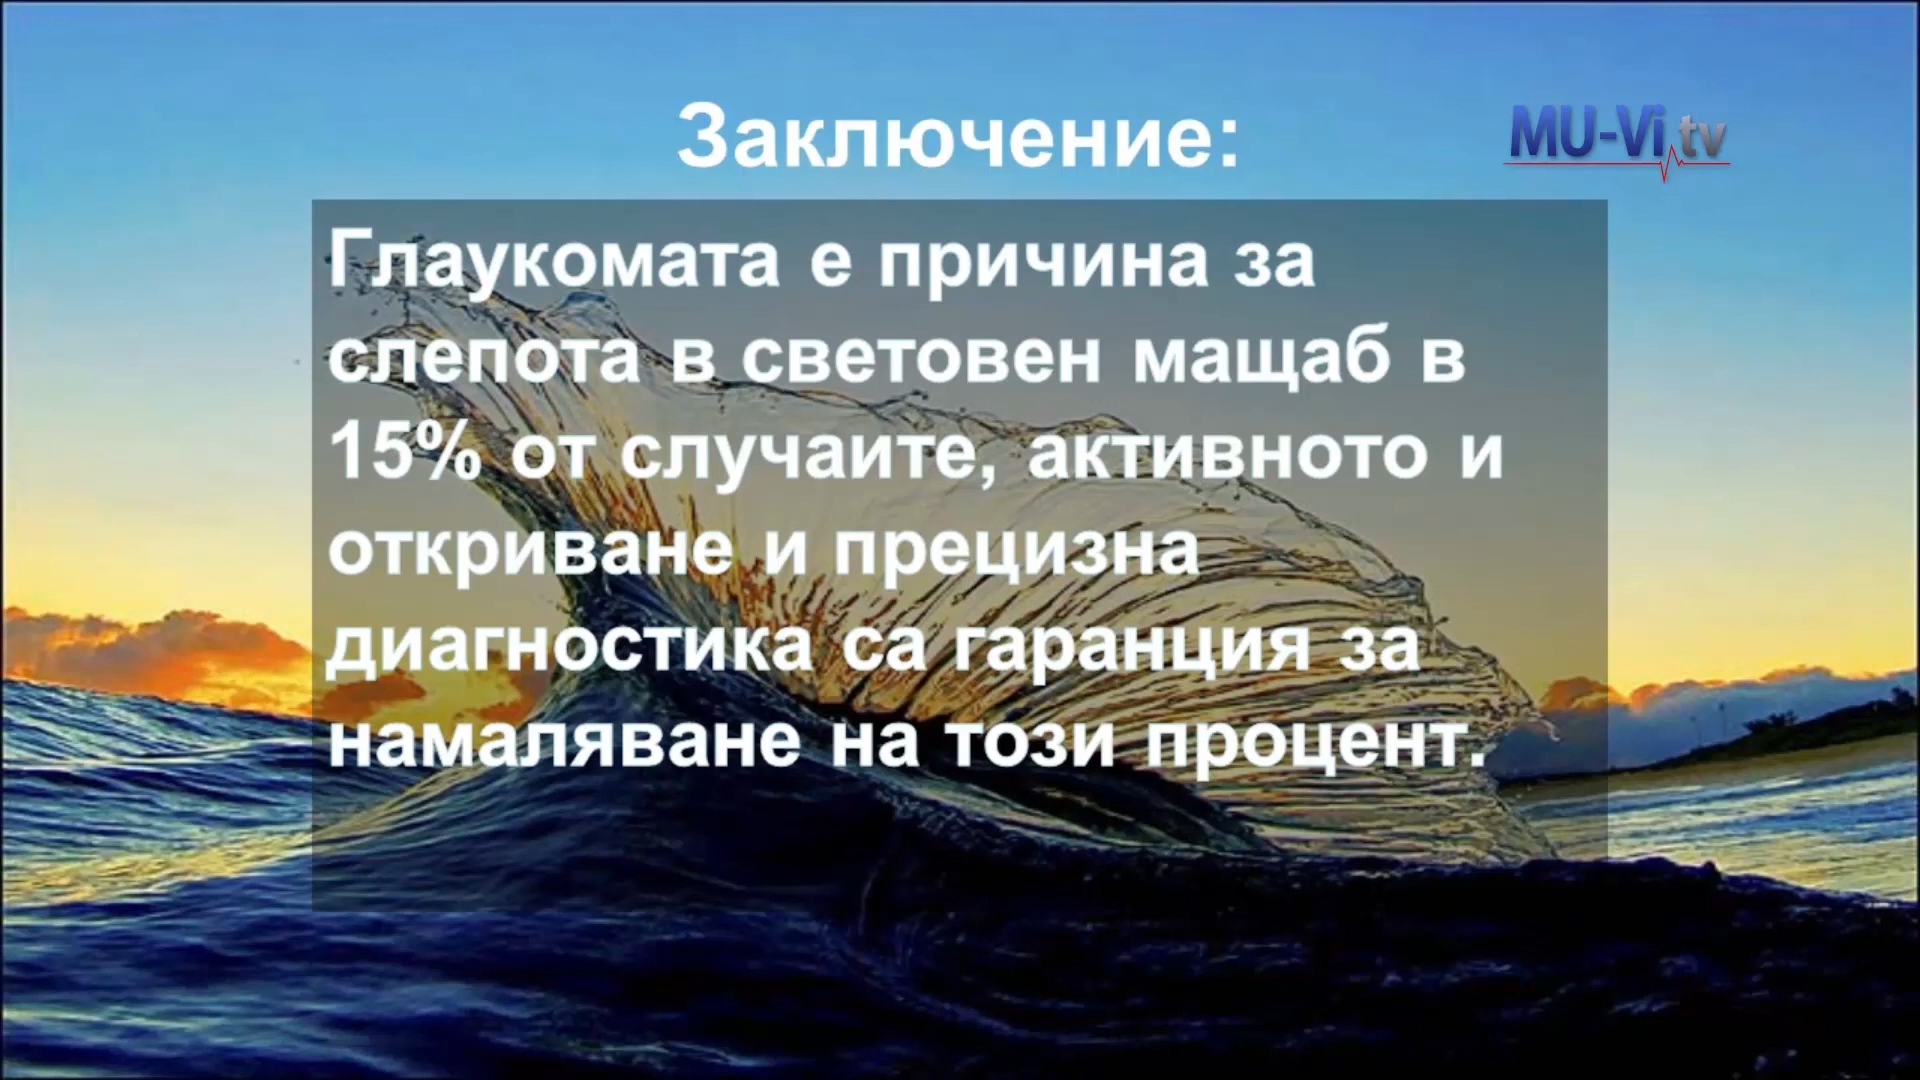 Заключение:
MU-Vi.tv
Глаукомата е причина за
слепота в световен мащаб в
15% от случаите, активното и
откриване и прецизна
диагностика са гаранция за
намаляване на този процент.